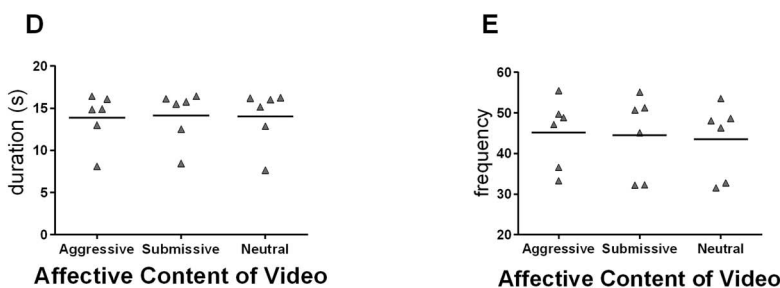 D
duration (s)
20
15
10
5
0
Aggressive Submissive Neutral
Affective Content of Video
E
frequency
60
50
40
30
20
Aggressive Submissive Neutral
Affective Content of Video